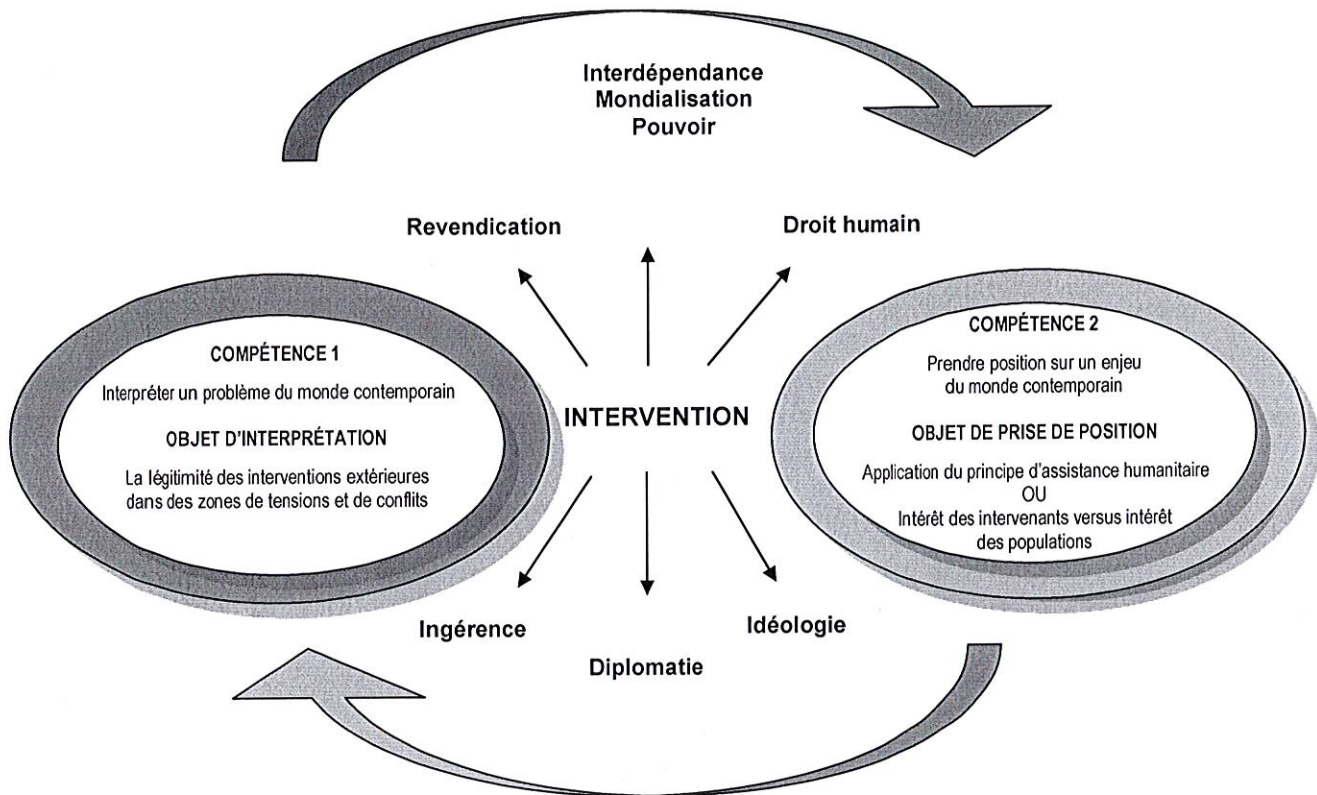 Interdépendance
Mondialisation
Pouvoir
Revendication
Droit humain
COMPÉTENCE 1
Interpréter un problème du monde contemporain
OBJET D'INTERPRÉTATION
La légitimité des interventions extérieures
dans des zones de tensions et de conflits
INTERVENTION
COMPÉTENCE 2
Prendre position sur un enjeu
du monde contemporain
OBJET DE PRISE DE POSITION
Application du principe d'assistance humanitaire
OU
Intérêt des intervenants versus intérêt
des populations
Ingérence
Diplomatie
Idéologie